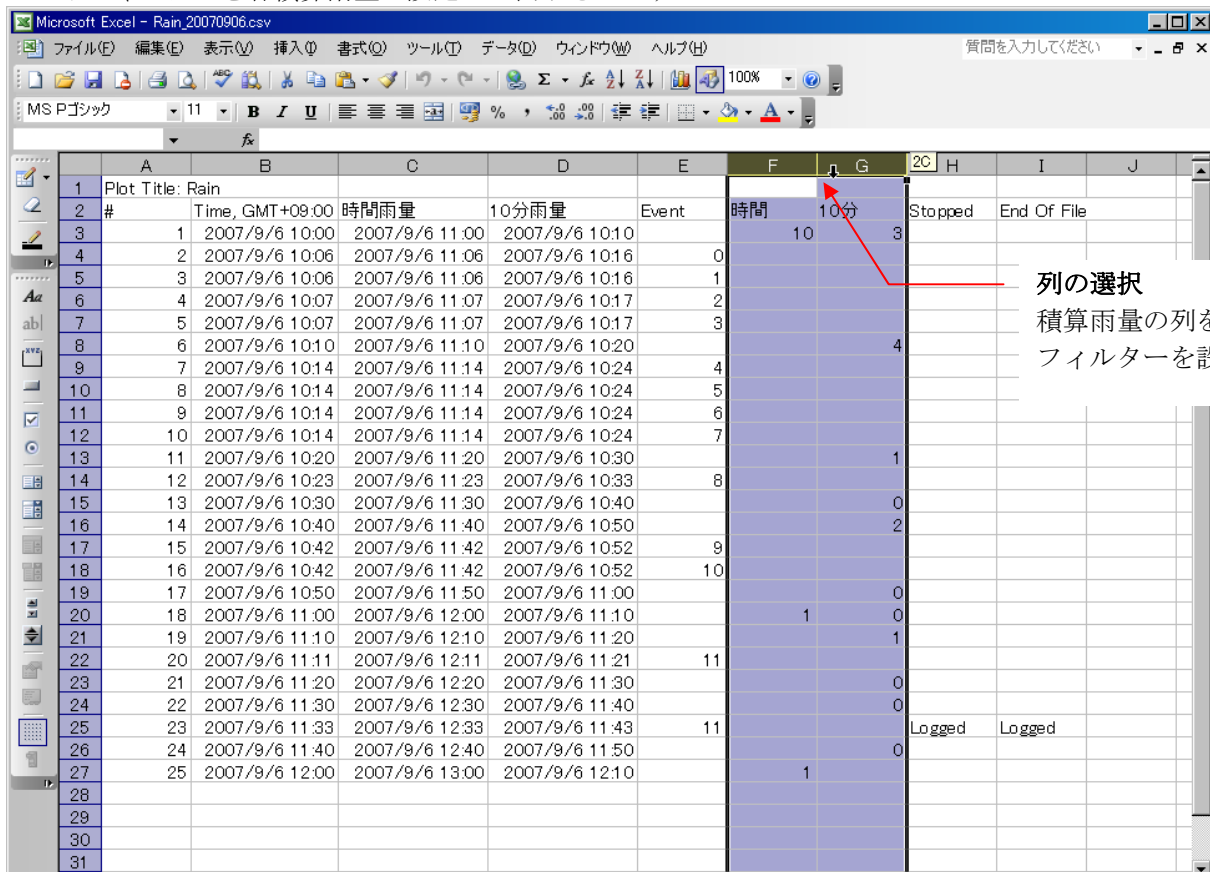 Microsoft Excel - Rain_20070906.csv
ファイル(F) 編集(E) 表示(V) 挿入(I) 書式(O) ツール(T) データ(D) ウィンドウ(W) ヘルプ(H) 質問を入力してください
100%
MS Pゴシック 11 B I U
fx
A B C D E F G 2C H I J
1 Plot Title: Rain
2 # Time, GMT+09:00 時間雨量 10分雨量 Event 時間 10分 Stopped End Of File
3 1 2007/9/6 10:00 2007/9/6 11:00 2007/9/6 10:10 10 3
4 2 2007/9/6 10:06 2007/9/6 11:06 2007/9/6 10:16 0
5 3 2007/9/6 10:06 2007/9/6 11:06 2007/9/6 10:16 1
6 4 2007/9/6 10:07 2007/9/6 11:07 2007/9/6 10:17 2
7 5 2007/9/6 10:07 2007/9/6 11:07 2007/9/6 10:17 3
8 6 2007/9/6 10:10 2007/9/6 11:10 2007/9/6 10:20 4
9 7 2007/9/6 10:14 2007/9/6 11:14 2007/9/6 10:24 4
10 8 2007/9/6 10:14 2007/9/6 11:14 2007/9/6 10:24 5
11 9 2007/9/6 10:14 2007/9/6 11:14 2007/9/6 10:24 6
12 10 2007/9/6 10:14 2007/9/6 11:14 2007/9/6 10:24 7
13 11 2007/9/6 10:20 2007/9/6 11:20 2007/9/6 10:30 1
14 12 2007/9/6 10:23 2007/9/6 11:23 2007/9/6 10:33 8
15 13 2007/9/6 10:30 2007/9/6 11:30 2007/9/6 10:40 0
16 14 2007/9/6 10:40 2007/9/6 11:40 2007/9/6 10:50 2
17 15 2007/9/6 10:42 2007/9/6 11:42 2007/9/6 10:52 9
18 16 2007/9/6 10:42 2007/9/6 11:42 2007/9/6 10:52 10
19 17 2007/9/6 10:50 2007/9/6 11:50 2007/9/6 11:00 0
20 18 2007/9/6 11:00 2007/9/6 12:00 2007/9/6 11:10 1 0
21 19 2007/9/6 11:10 2007/9/6 12:10 2007/9/6 11:20 1
22 20 2007/9/6 11:11 2007/9/6 12:11 2007/9/6 11:21 11
23 21 2007/9/6 11:20 2007/9/6 12:20 2007/9/6 11:30 0
24 22 2007/9/6 11:30 2007/9/6 12:30 2007/9/6 11:40 0
25 23 2007/9/6 11:33 2007/9/6 12:33 2007/9/6 11:43 11 Logged Logged
26 24 2007/9/6 11:40 2007/9/6 12:40 2007/9/6 11:50 0
27 25 2007/9/6 12:00 2007/9/6 13:00 2007/9/6 12:10 1
28
29
30
31
列の選択
積算雨量の列を
フィルターを設